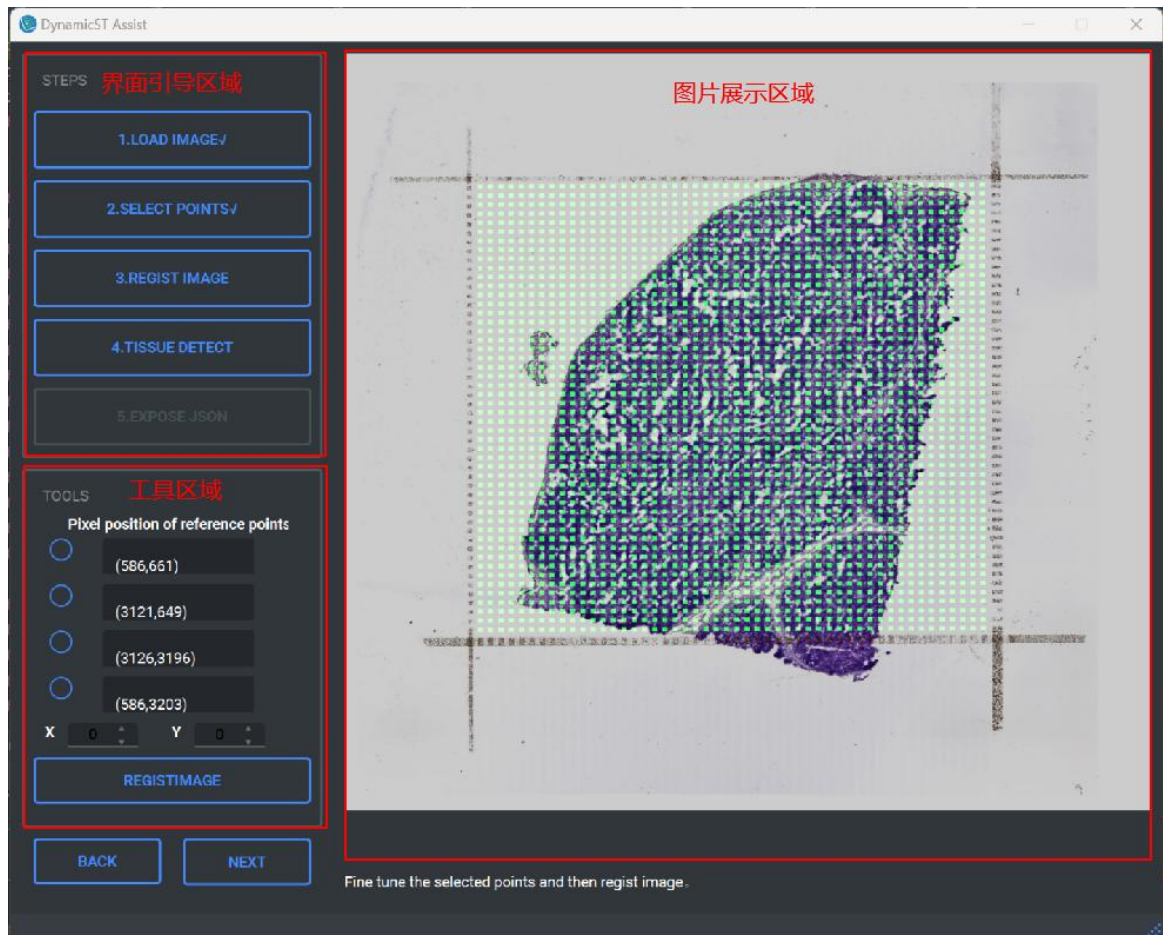 DynamicST Assist
STEPS 界面引导区域
1.LOAD IMAGE√
2.SELECT POINTS√
3.REGIST IMAGE
4.TISSUE DETECT
5.EXPOSE JSON
TOOLS 工具区域
Pixel position of reference points
(586,661)
(3121,649)
(3126,3196)
(586,3203)
X 0 Y 0
REGISTIMAGE
BACK NEXT
图片展示区域
Fine tune the selected points and then regist image。